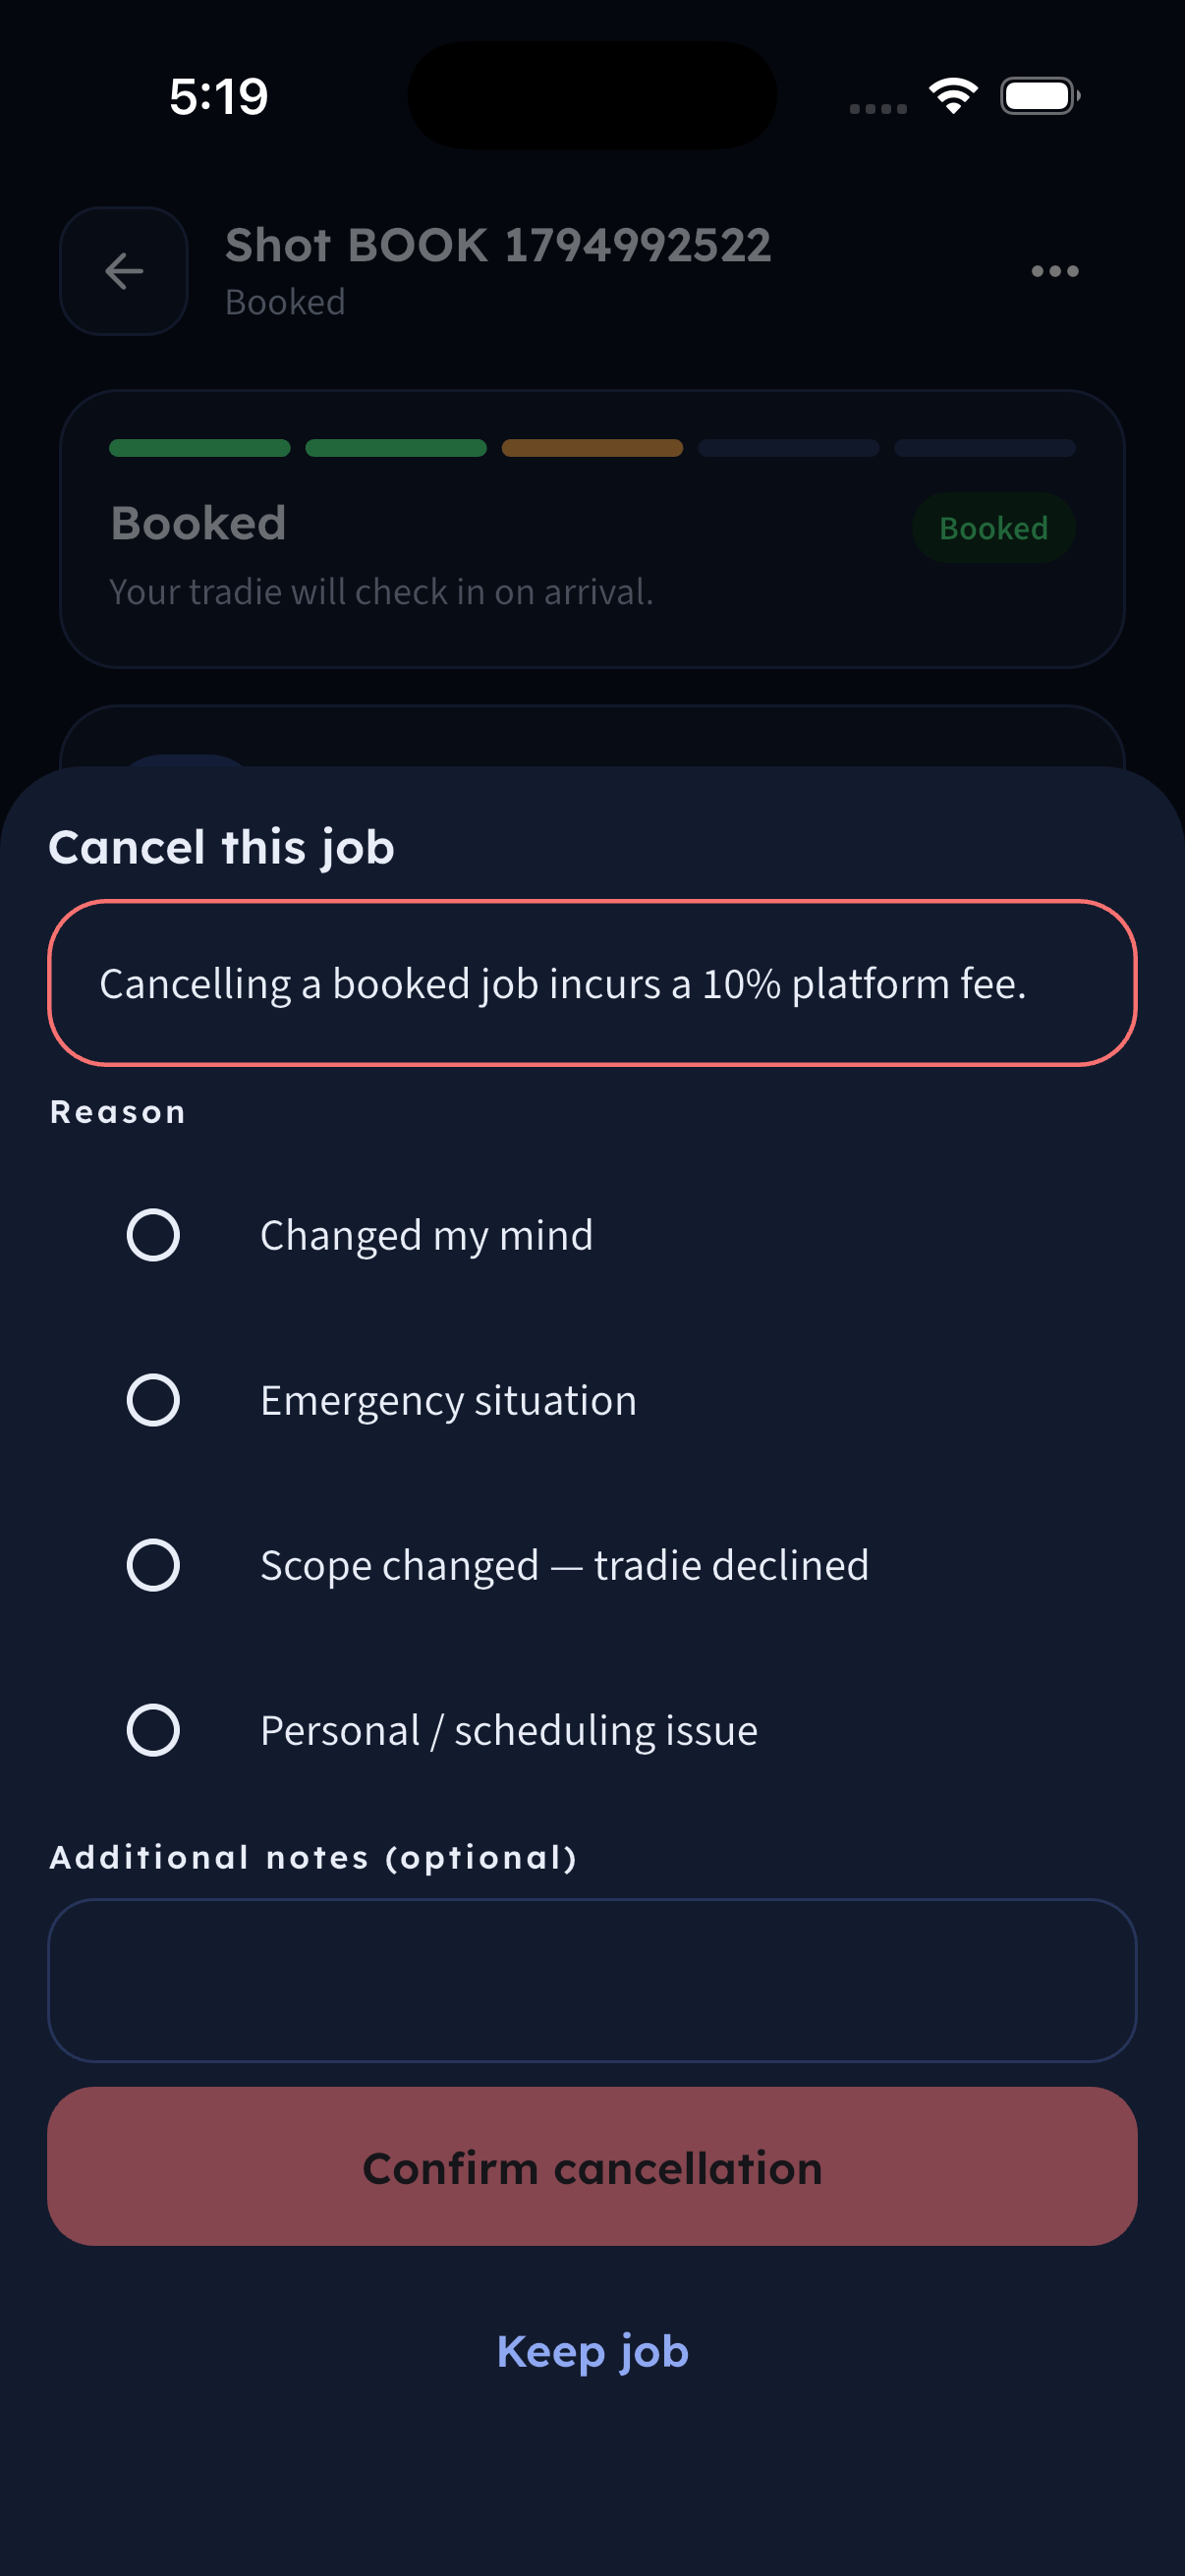 5:19
Shot BOOK 1794992522
Booked
Booked
Booked
Your tradie will check in on arrival.
Cancel this job
Cancelling a booked job incurs a 10% platform fee.
Reason
Changed my mind
Emergency situation
Scope changed — tradie declined
Personal / scheduling issue
Additional notes (optional)
Confirm cancellation
Keep job